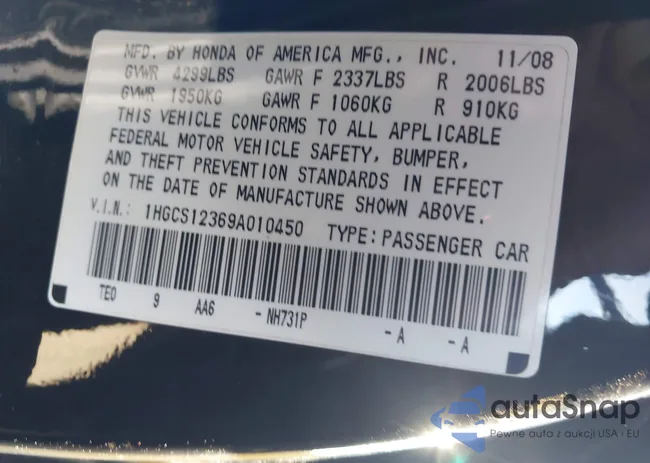 MFD. BY HONDA OF AMERICA MFG., INC. 11/08
GVWR 4299LBS GAWR F 2337LBS R 2006LBS
GVWR 1950KG GAWR F 1060KG R 910KG
THIS VEHICLE CONFORMS TO ALL APPLICABLE
FEDERAL MOTOR VEHICLE SAFETY, BUMPER,
AND THEFT PREVENTION STANDARDS IN EFFECT
ON THE DATE OF MANUFACTURE SHOWN ABOVE.
V.I.N.: 1HGCS12369A010450 TYPE:PASSENGER CAR
TE0 9 AA6 -NH731P -A -A
autaSnap
Pewne auta z aukcji USA · EU